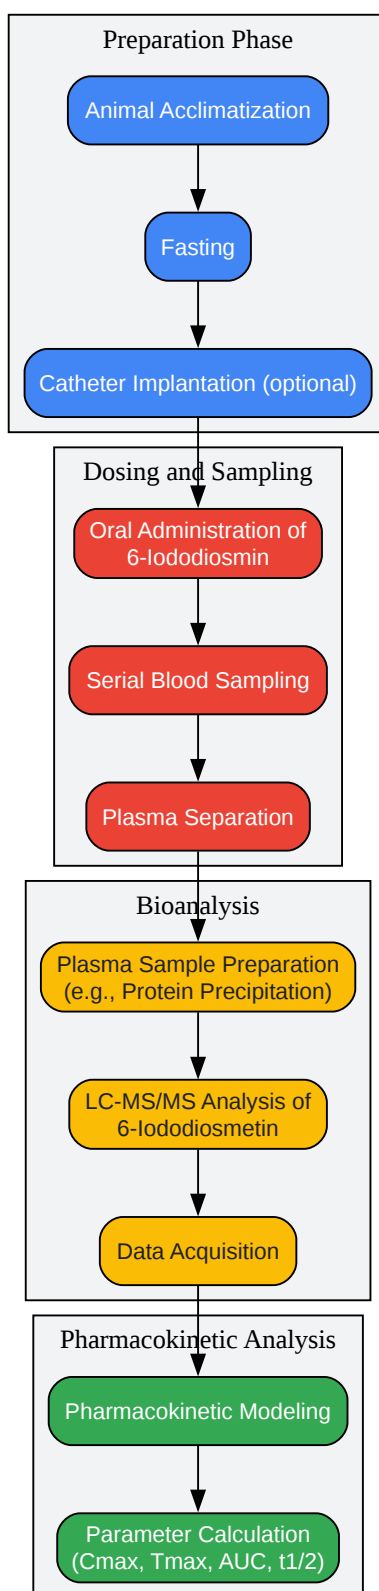 Preparation Phase
Animal Acclimatization
Fasting
Catheter Implantation (optional)
Dosing and Sampling
Oral Administration of
6-Iododiosmin
Serial Blood Sampling
Plasma Separation
Bioanalysis
Plasma Sample Preparation
(e.g., Protein Precipitation)
LC-MS/MS Analysis of
6-Iododiosmetin
Data Acquisition
Pharmacokinetic Analysis
Pharmacokinetic Modeling
Parameter Calculation
(Cmax, Tmax, AUC, t1/2)